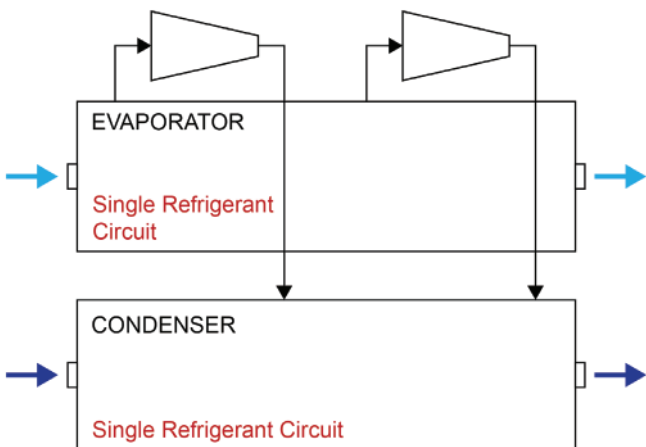 EVAPORATOR
Single Refrigerant
Circuit
CONDENSER
Single Refrigerant Circuit